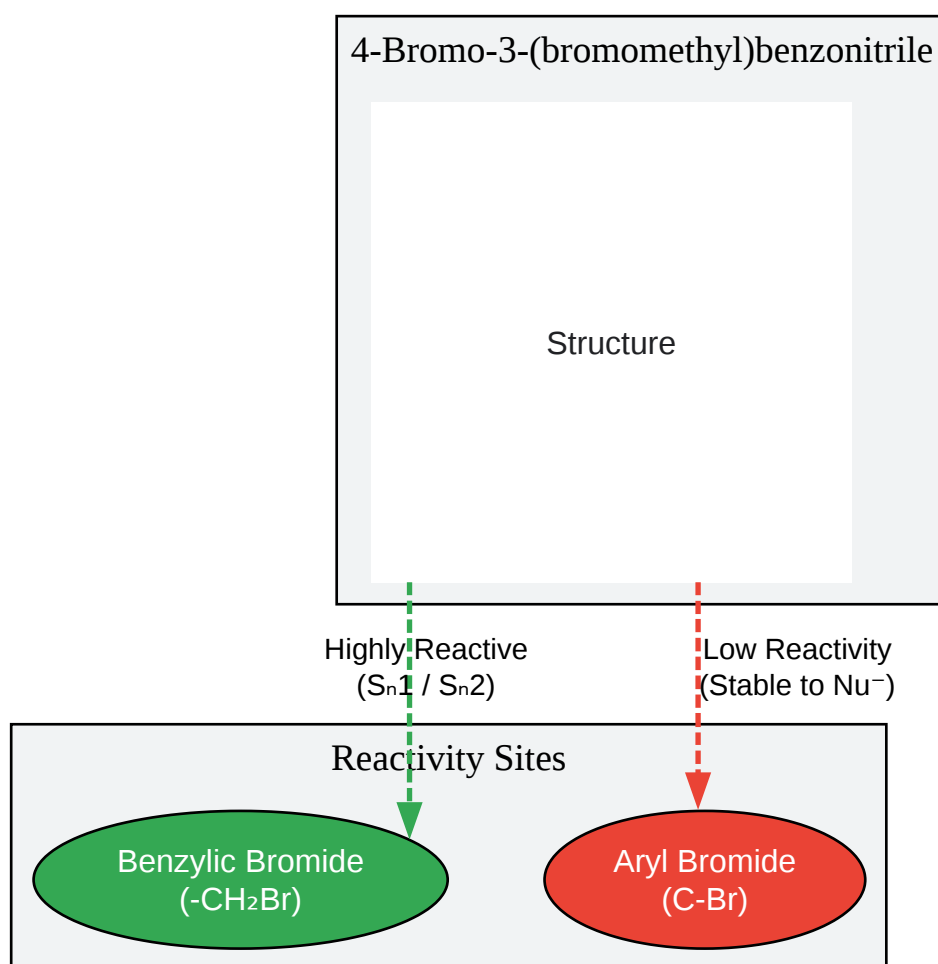 4-Bromo-3-(bromomethyl)benzonitrile
Structure
Highly Reactive
(Sₙ1 / Sₙ2)
Low Reactivity
(Stable to Nu⁻)
Reactivity Sites
Benzylic Bromide
(-CH₂Br)
Aryl Bromide
(C-Br)